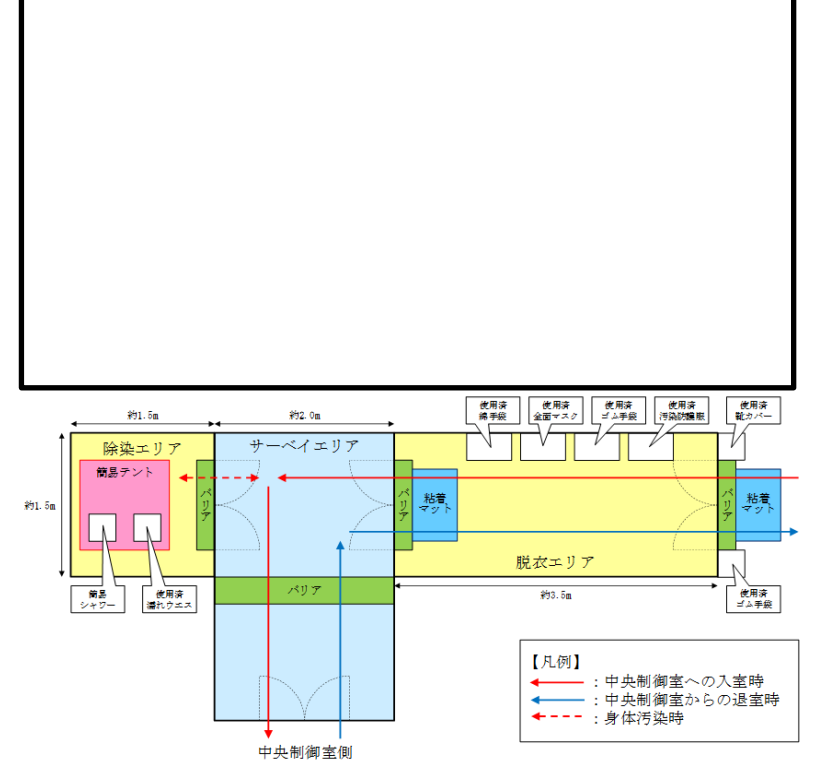 約1.5m
約2.0m
使用済
綿手袋
使用済
全面マスク
使用済
ゴム手袋
使用済
汚染防護服
使用済
靴カバー
除染エリア
サーベイエリア
簡易テント
約1.5m
バリア
バリア
粘着
マット
バリア
粘着
マット
脱衣エリア
簡易
シャワー
使用済
濡れウエス
バリア
約3.5m
使用済
ゴム手袋
【凡例】
：中央制御室への入室時
：中央制御室からの退室時
：身体汚染時
中央制御室側